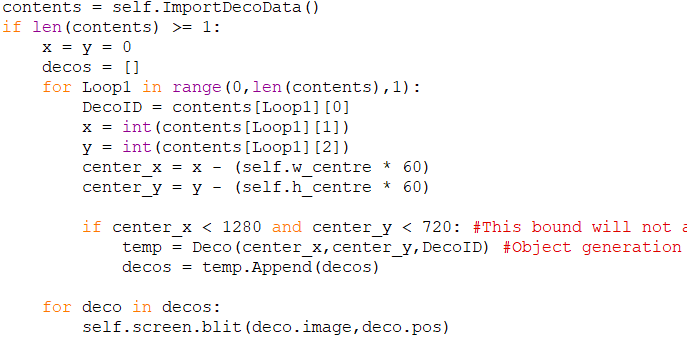 contents = self.ImportDecoData()
if len(contents) >= 1:
    x = y = 0
    decos = []
    for Loop1 in range(0,len(contents),1):
        DecoID = contents[Loop1][0]
        x = int(contents[Loop1][1])
        y = int(contents[Loop1][2])
        center_x = x - (self.w_centre * 60)
        center_y = y - (self.h_centre * 60)

        if center_x < 1280 and center_y < 720: #This bound will not a
            temp = Deco(center_x,center_y,DecoID) #Object generation
            decos = temp.Append(decos)

    for deco in decos:
        self.screen.blit(deco.image,deco.pos)